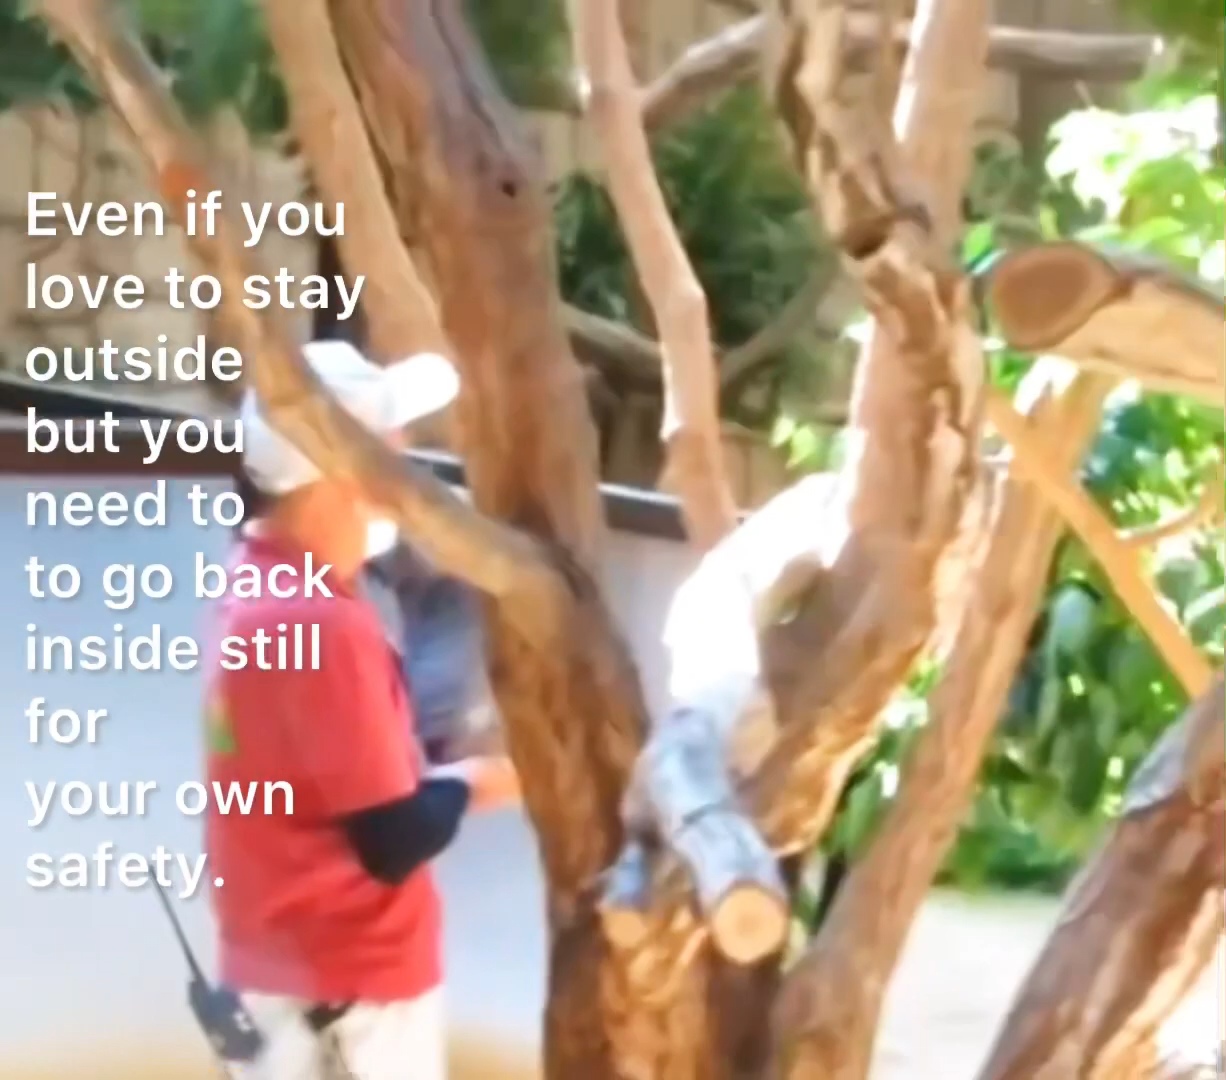 Even if you
love to stay
outside
but you
need to
to go back
inside still
for
your own
safety.